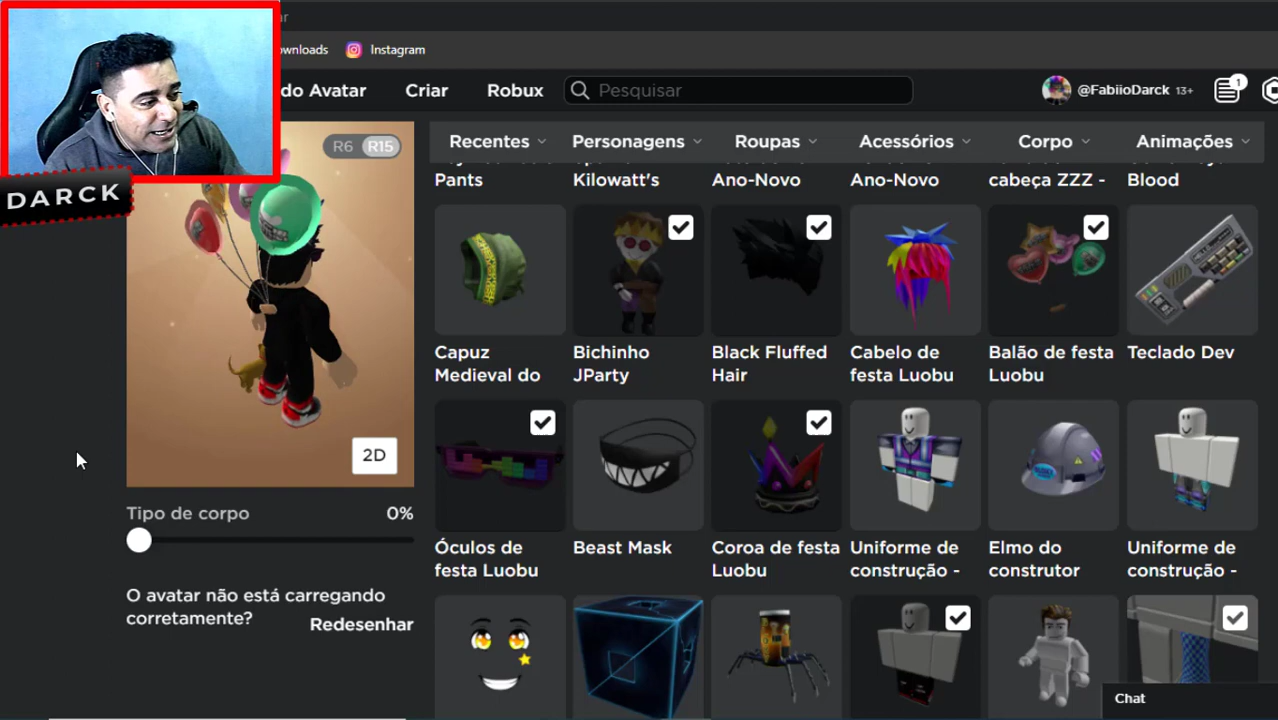 ar
ownloads Instagram
do Avatar Criar Robux Pesquisar @FabiioDarck 13+ 1
DARCK
R6 R15
Recentes Personagens Roupas Acessórios Corpo Animações
Pants Kilowatt's Ano-Novo Ano-Novo cabeça ZZZ - Blood
Capuz Medieval do
Bichinho JParty
Black Fluffed Hair
Cabelo de festa Luobu
Balão de festa Luobu
Teclado Dev
2D
Tipo de corpo 0%
Óculos de festa Luobu
Beast Mask
Coroa de festa Luobu
Uniforme de construção -
Elmo do construtor
Uniforme de construção -
O avatar não está carregando
corretamente? Redesenhar
Chat